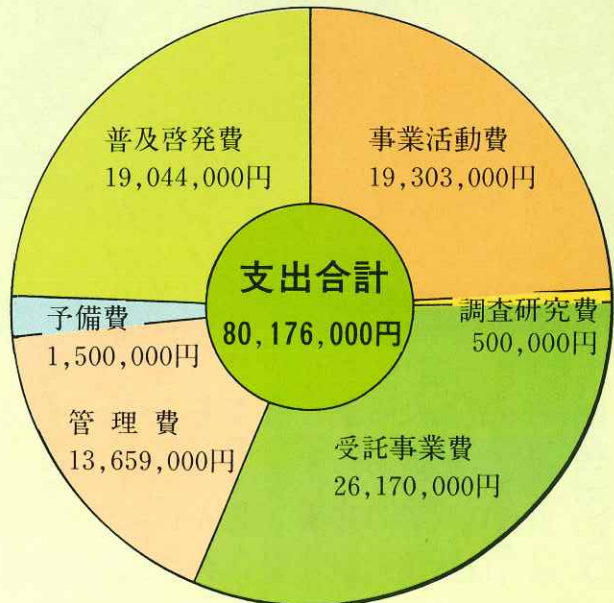 普及啓発費
19,044,000円
事業活動費
19,303,000円
支出合計
80,176,000円
調査研究費
500,000円
予備費
1,500,000円
管理費
13,659,000円
受託事業費
26,170,000円